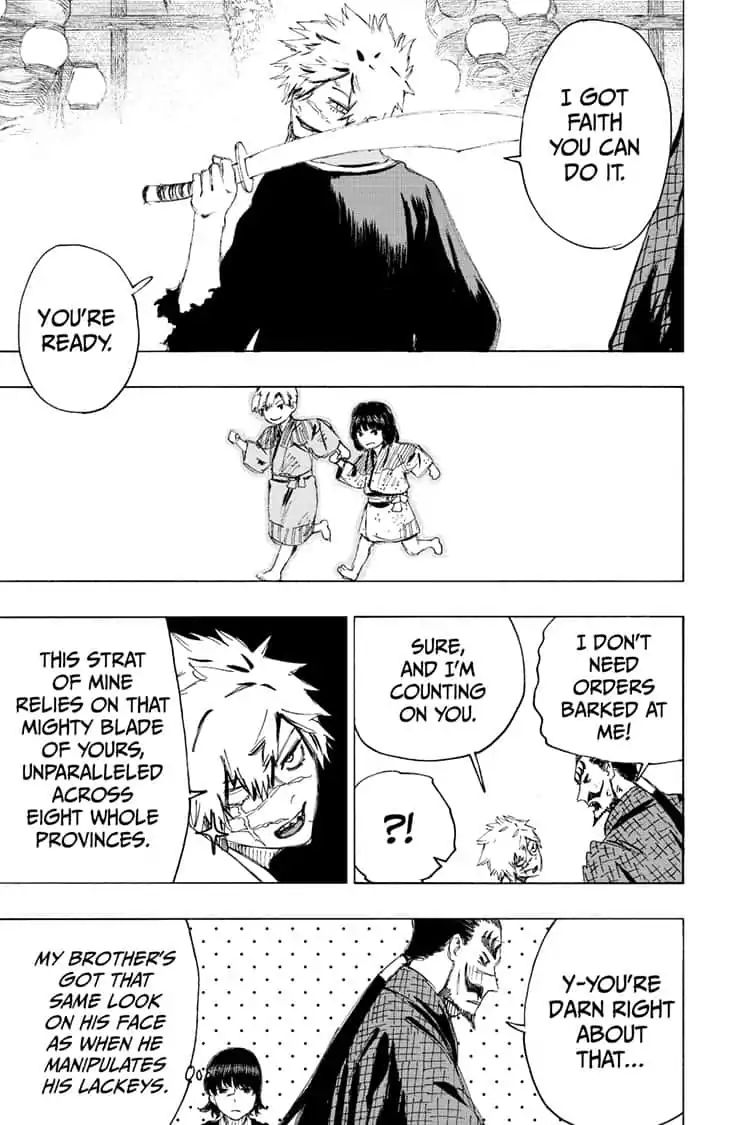 I GOT
FAITH
YOU CAN
DO IT.
YOU'RE
READY.
I DON'T
NEED
ORDERS
BARKED AT
ME!
SURE,
AND I'M
COUNTING
ON YOU.
?!
THIS STRAT
OF MINE
RELIES ON THAT
MIGHTY BLADE
OF YOURS,
UNPARALLELED
ACROSS
EIGHT WHOLE
PROVINCES.
Y-YOU'RE
DARN RIGHT
ABOUT
THAT...
MY BROTHER'S
GOT THAT
SAME LOOK
ON HIS FACE
AS WHEN HE
MANIPULATES
HIS LACKEYS.